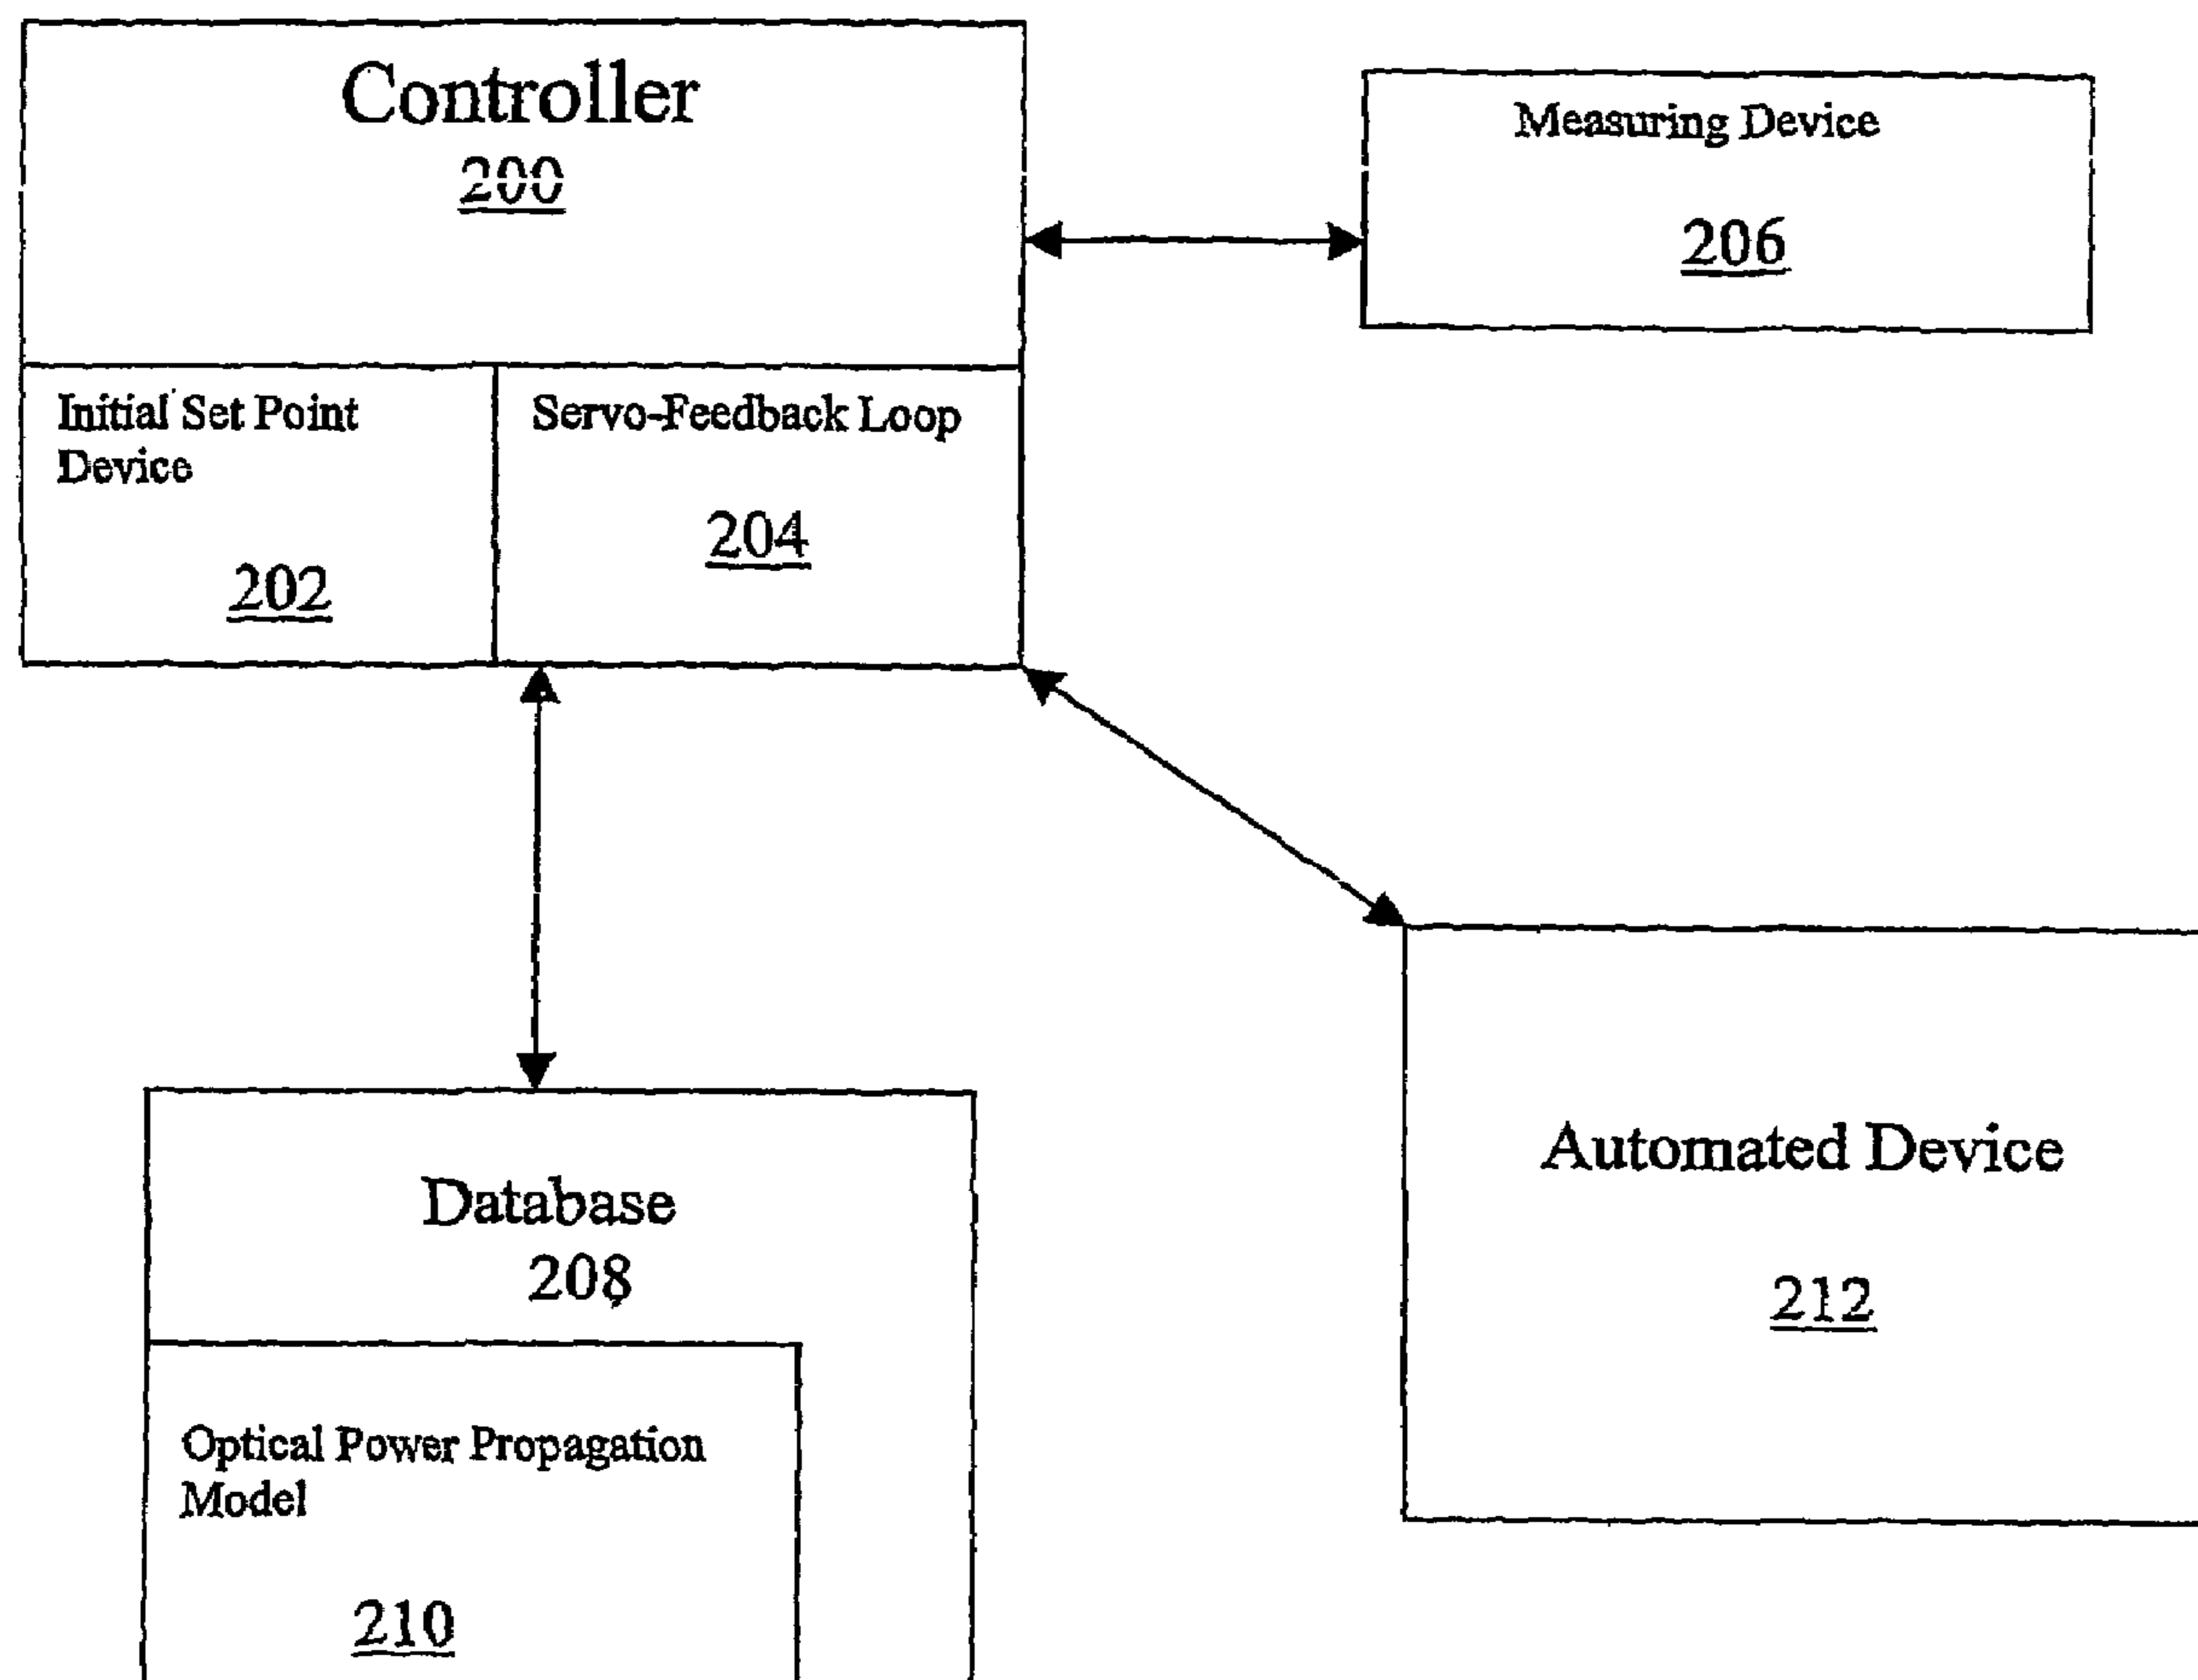 Controller
200
Measuring Device
206
Initial Set Point
Device
202
Servo-Feedback Loop
204
Database
208
Optical Power Propagation
Model
210
Automated Device
212